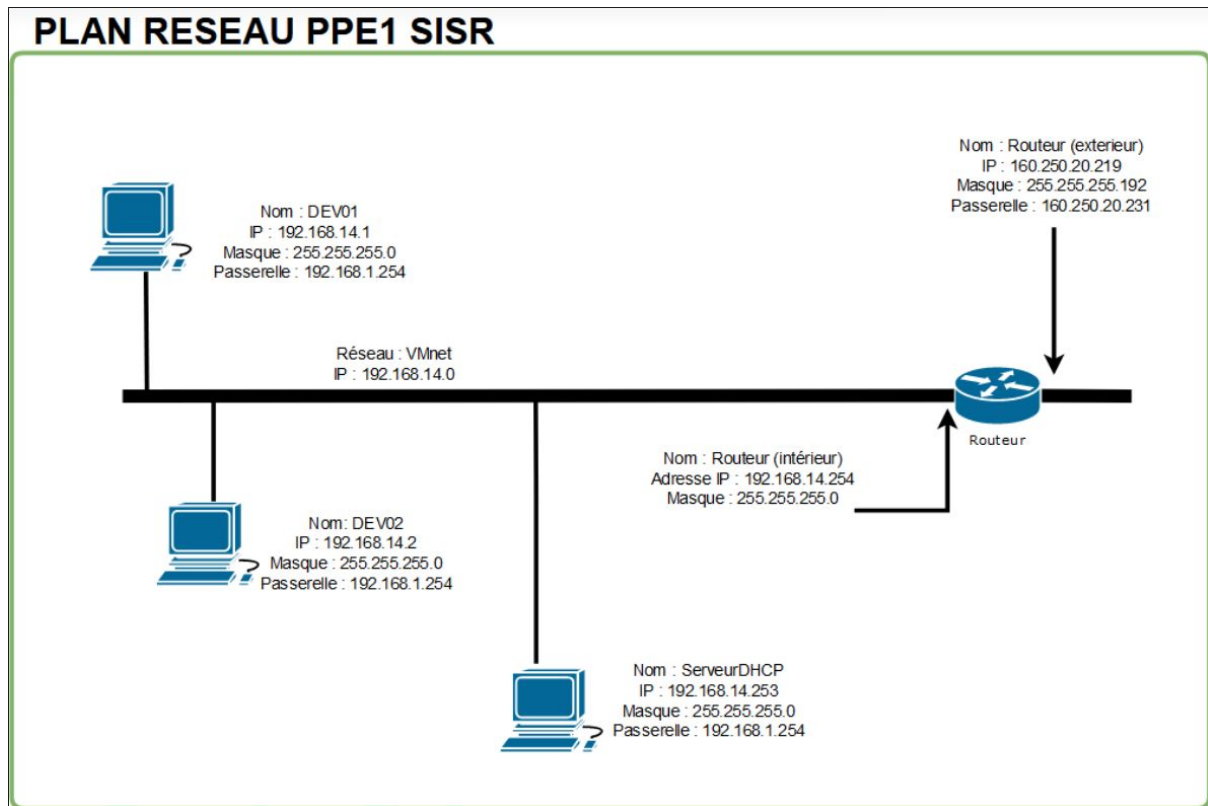 PLAN RESEAU PPE1 SISR
Nom : Routeur (exterieur)
IP : 160.250.20.219
Masque : 255.255.255.192
Passerelle : 160.250.20.231
Nom : DEV01
IP : 192.168.14.1
Masque : 255.255.255.0
Passerelle : 192.168.1.254
Réseau : VMnet
IP : 192.168.14.0
Routeur
Nom : Routeur (intérieur)
Adresse IP : 192.168.14.254
Masque : 255.255.255.0
Nom: DEV02
IP : 192.168.14.2
Masque : 255.255.255.0
Passerelle : 192.168.1.254
Nom : ServeurDHCP
IP : 192.168.14.253
Masque : 255.255.255.0
Passerelle : 192.168.1.254